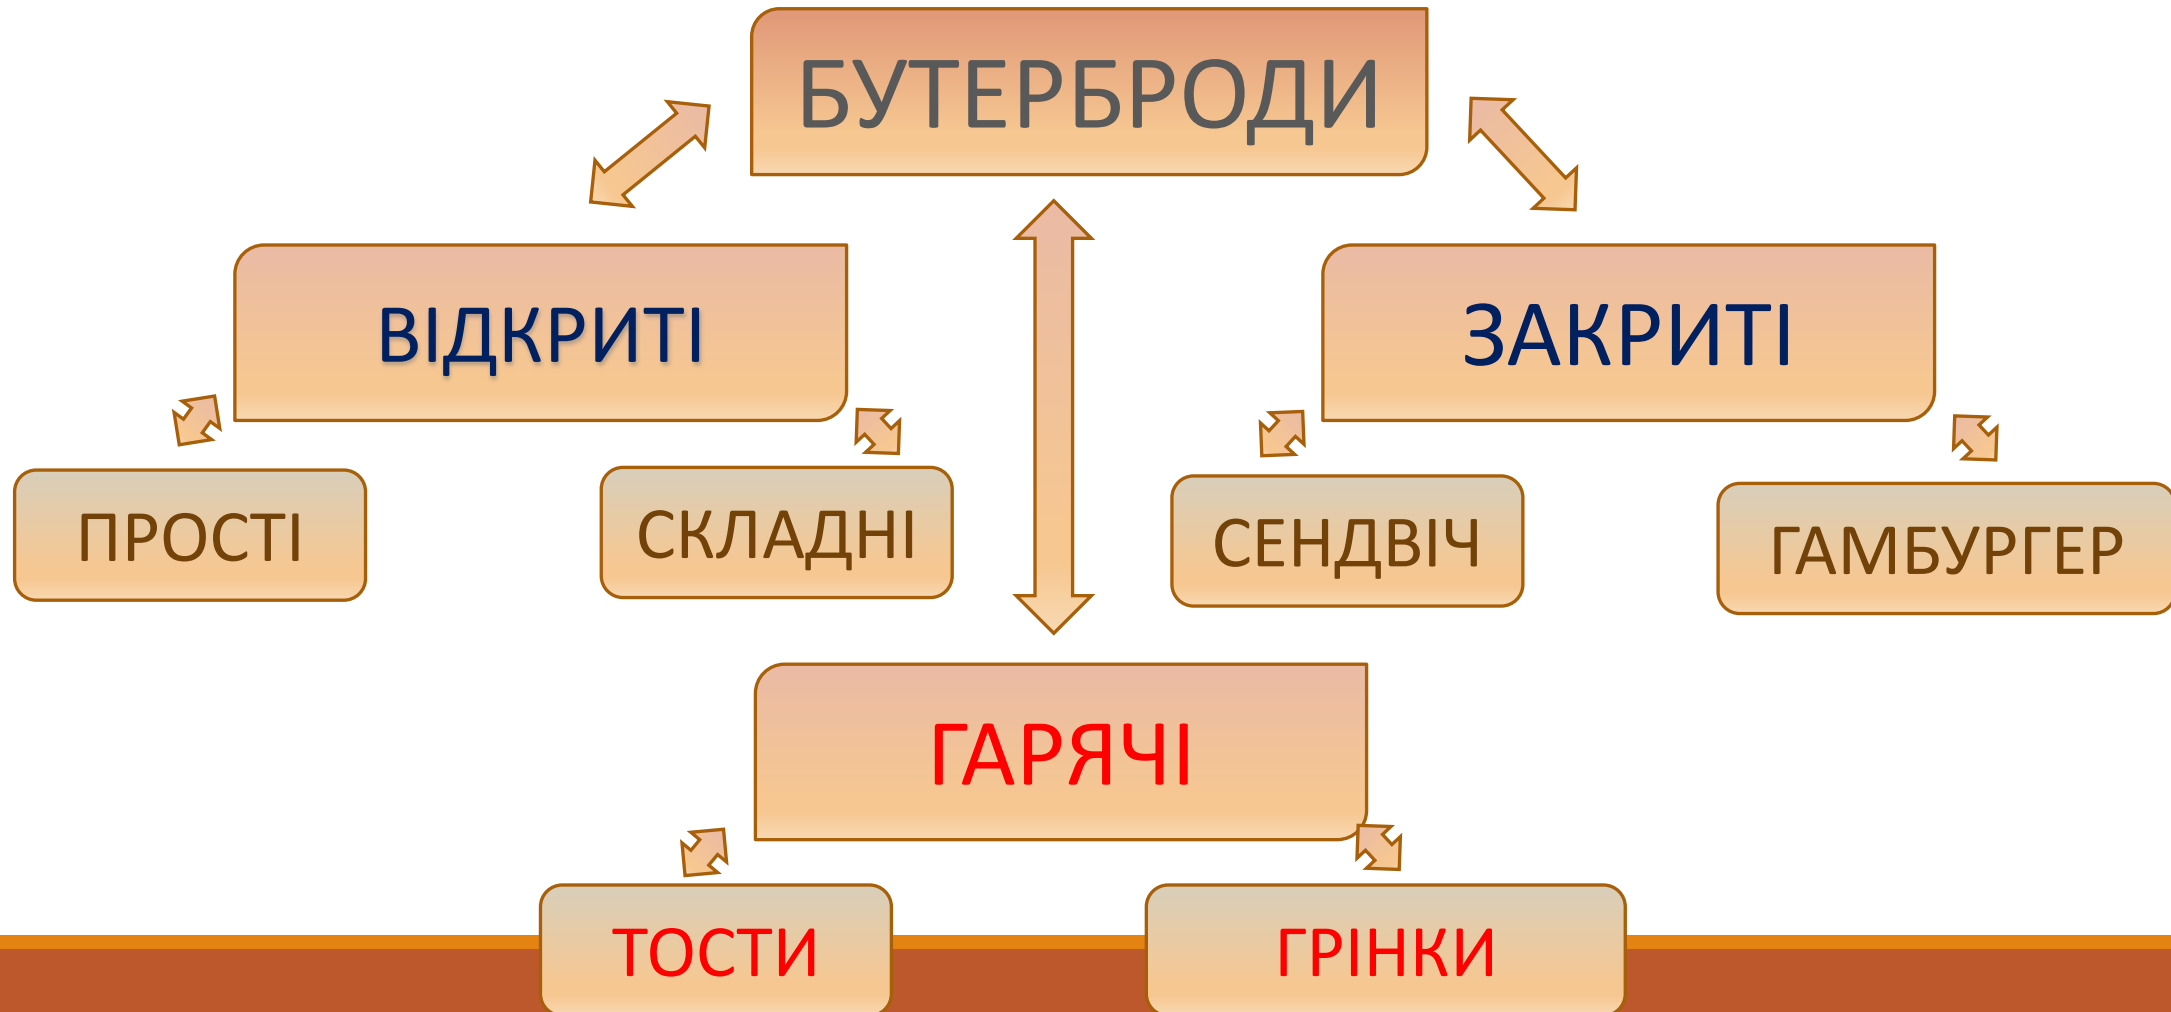 БУТЕРБРОДИ
ВІДКРИТІ
ЗАКРИТІ
ПРОСТІ
СКЛАДНІ
СЕНДВІЧ
ГАМБУРГЕР
ГАРЯЧІ
ТОСТИ
ГРІНКИ